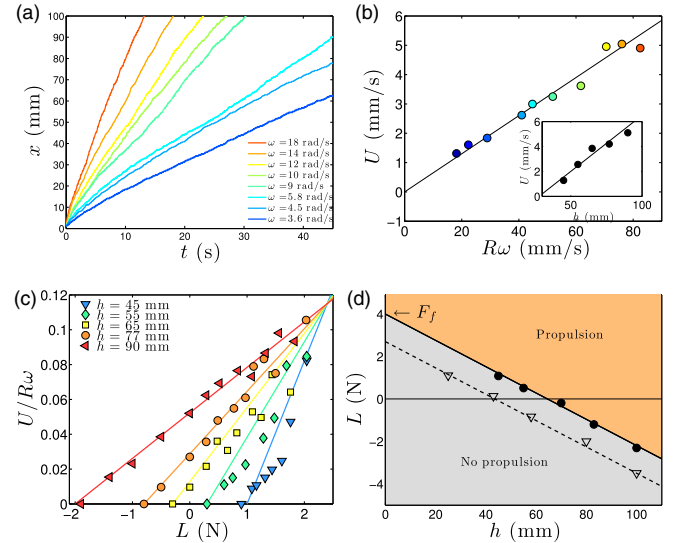 (a)
100
90
80
70
60
50
40
30
20
10
0
x (mm)
0 10 20 30 40
t (s)
ω = 18 rad/s
ω = 14 rad/s
ω = 12 rad/s
ω = 10 rad/s
ω = 9 rad/s
ω = 5.8 rad/s
ω = 4.5 rad/s
ω = 3.6 rad/s
(b)
6
5
4
3
2
1
0
−1
U (mm/s)
0 20 40 60 80
Rω (mm/s)
6
4
2
0
U (mm/s)
50 100
h (mm)
(c)
0.12
0.1
0.08
0.06
0.04
0.02
0
U/Rω
−2 −1 0 1 2
L (N)
h = 45 mm
h = 55 mm
h = 65 mm
h = 77 mm
h = 90 mm
(d)
4
2
0
−2
−4
L (N)
0 20 40 60 80 100
h (mm)
← F_f
Propulsion
No propulsion